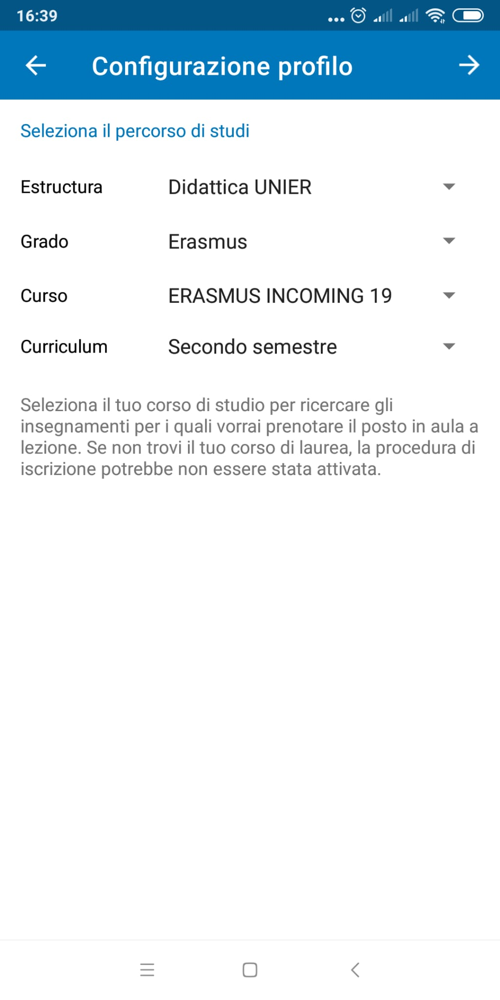 16:39
Configurazione profilo
Seleziona il percorso di studi
Estructura Didattica UNIER
Grado Erasmus
Curso ERASMUS INCOMING 19
Curriculum Secondo semestre
Seleziona il tuo corso di studio per ricercare gli
insegnamenti per i quali vorrai prenotare il posto in aula a
lezione. Se non trovi il tuo corso di laurea, la procedura di
iscrizione potrebbe non essere stata attivata.